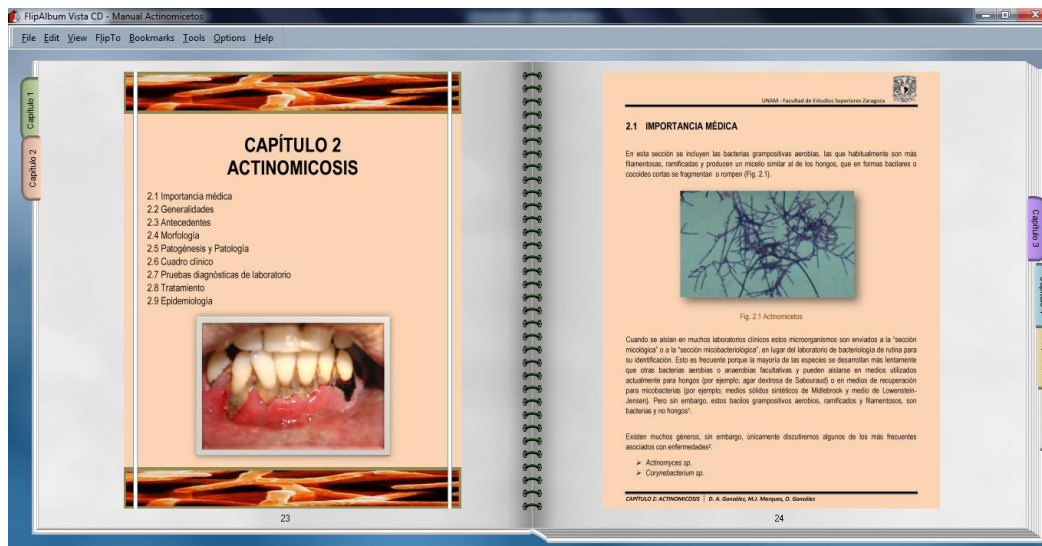 FlipAlbum Vista CD - Manual Actinomicetos
File Edit View FlipTo Bookmarks Tools Options Help
Capítulo 1
Capítulo 2
CAPÍTULO 2
ACTINOMICOSIS
2.1 Importancia médica
2.2 Generalidades
2.3 Antecedentes
2.4 Morfología
2.5 Patogénesis y Patología
2.6 Cuadro clínico
2.7 Pruebas diagnósticas de laboratorio
2.8 Tratamiento
2.9 Epidemiología
23
UNAM - Facultad de Estudios Superiores Zaragoza
2.1 IMPORTANCIA MÉDICA
En esta sección se incluyen las bacterias grampositivas aerobias, las que habitualmente son más
filamentosas, ramificadas y producen un micelio similar al de los hongos, que en formas bacilares o
cocoides cortas se fragmentan o rompen (Fig. 2.1).
Fig. 2.1 Actinomicetos
Cuando se aislan en muchos laboratorios clínicos estos microorganismos son enviados a la "sección
micológica" o a la "sección micobacteriológica", en lugar del laboratorio de bacteriología de rutina para
su identificación. Esto es frecuente porque la mayoría de las especies se desarrollan más lentamente
que otras bacterias aerobias o anaerobias facultativas y pueden aislarse en medios utilizados
actualmente para hongos (por ejemplo; agar dextrosa de Sabouraud) o en medios de recuperación
para micobacterias (por ejemplo: medios sólidos sintéticos de Midlebrook y medio de Lowenstein-
Jensen). Pero sin embargo, estos bacilos grampositivos aerobios, ramificados y filamentosos, son
bacterias y no hongos¹.
Existen muchos géneros, sin embargo, únicamente discutiremos algunos de los más frecuentes
asociados con enfermedades².
➢ Actinomyces sp.
➢ Corynebacterium sp.
CAPÍTULO 2: ACTINOMICOSIS | D. A. González, M.J. Marques, O. González
24
Capítulo 3